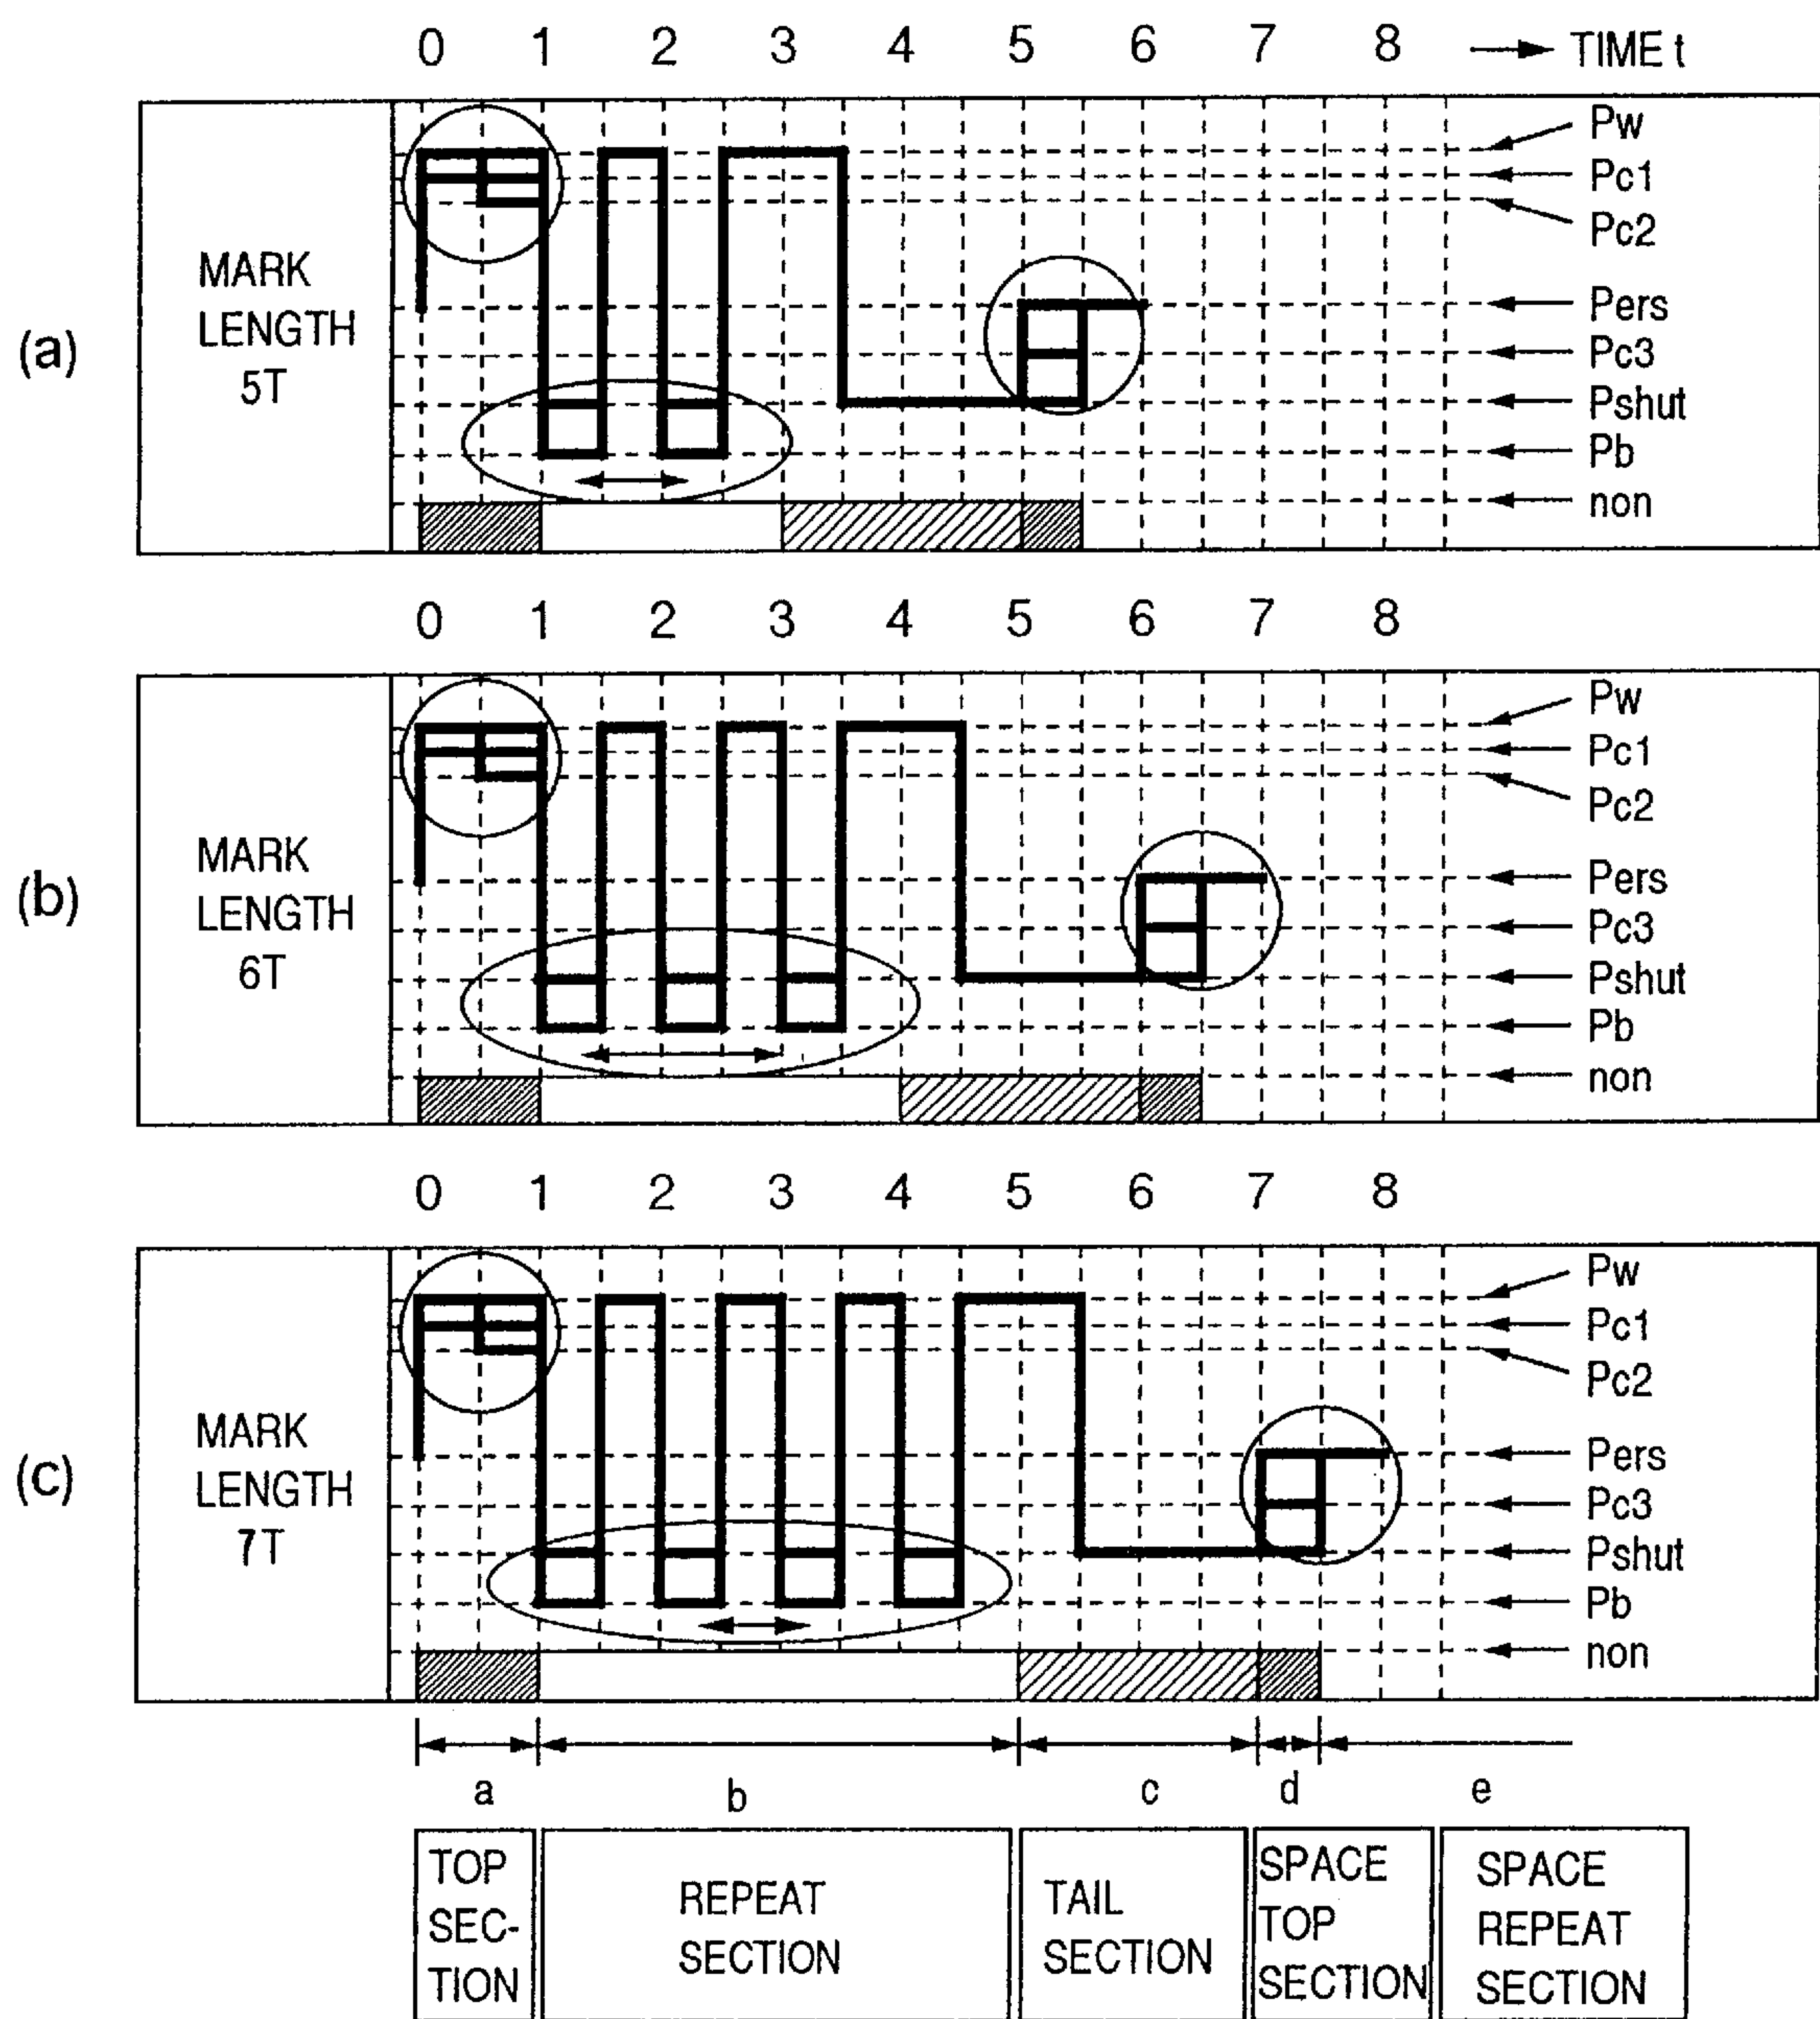 0 1 2 3 4 5 6 7 8 TIME t
(a)
MARK
LENGTH
5T
Pw
Pc1
Pc2
Pers
Pc3
Pshut
Pb
non
0 1 2 3 4 5 6 7 8
(b)
MARK
LENGTH
6T
Pw
Pc1
Pc2
Pers
Pc3
Pshut
Pb
non
0 1 2 3 4 5 6 7 8
(c)
MARK
LENGTH
7T
Pw
Pc1
Pc2
Pers
Pc3
Pshut
Pb
non
a b c d e
TOP
SEC-
TION
REPEAT
SECTION
TAIL
SECTION
SPACE
TOP
SECTION
SPACE
REPEAT
SECTION